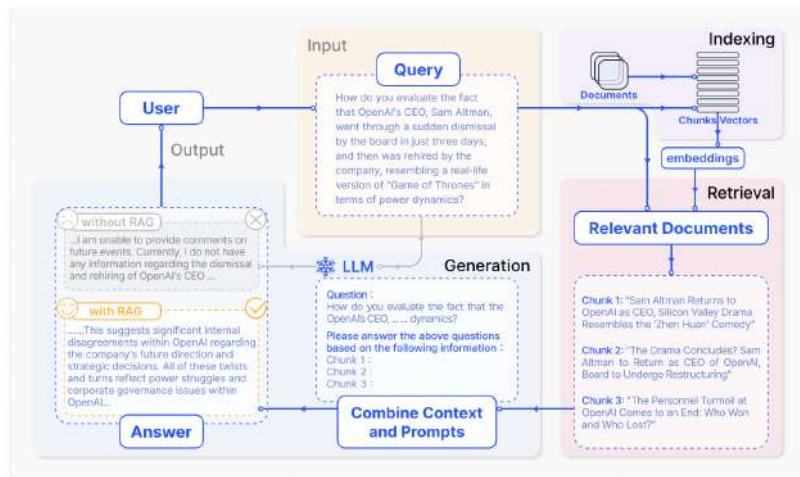 Input
Query
How do you evaluate the fact
that OpenAI's CEO, Sam Altman,
went through a sudden dismissal
by the board in just three days,
and then was rehired by the
company, resembling a real-life
version of "Game of Thrones" in
terms of power dynamics?
Indexing
Documents
Chunks Vectors
embeddings
User
Output
Retrieval
Relevant Documents
Chunk 1: "Sam Altman Returns to
OpenAI as CEO, Silicon Valley Drama
Resembles the 'Zhen Huan' Comedy"
Chunk 2: "The Drama Concludes? Sam
Altman to Return as CEO of OpenAI,
Board to Undergo Restructuring"
Chunk 3: "The Personnel Turmoil at
OpenAI Comes to an End: Who Won
and Who Lost?"
without RAG
...I am unable to provide comments on
future events. Currently, I do not have
any information regarding the dismissal
and rehiring of OpenAI's CEO ...
with RAG
......This suggests significant internal
disagreements within OpenAI regarding
the company's future direction and
strategic decisions. All of these twists
and turns reflect power struggles and
corporate governance issues within
OpenAI...
Answer
LLM
Generation
Question :
How do you evaluate the fact that the
OpenAI's CEO, ... ... dynamics?
Please answer the above questions
based on the following information :
Chunk 1 :
Chunk 2 :
Chunk 3 :
Combine Context
and Prompts